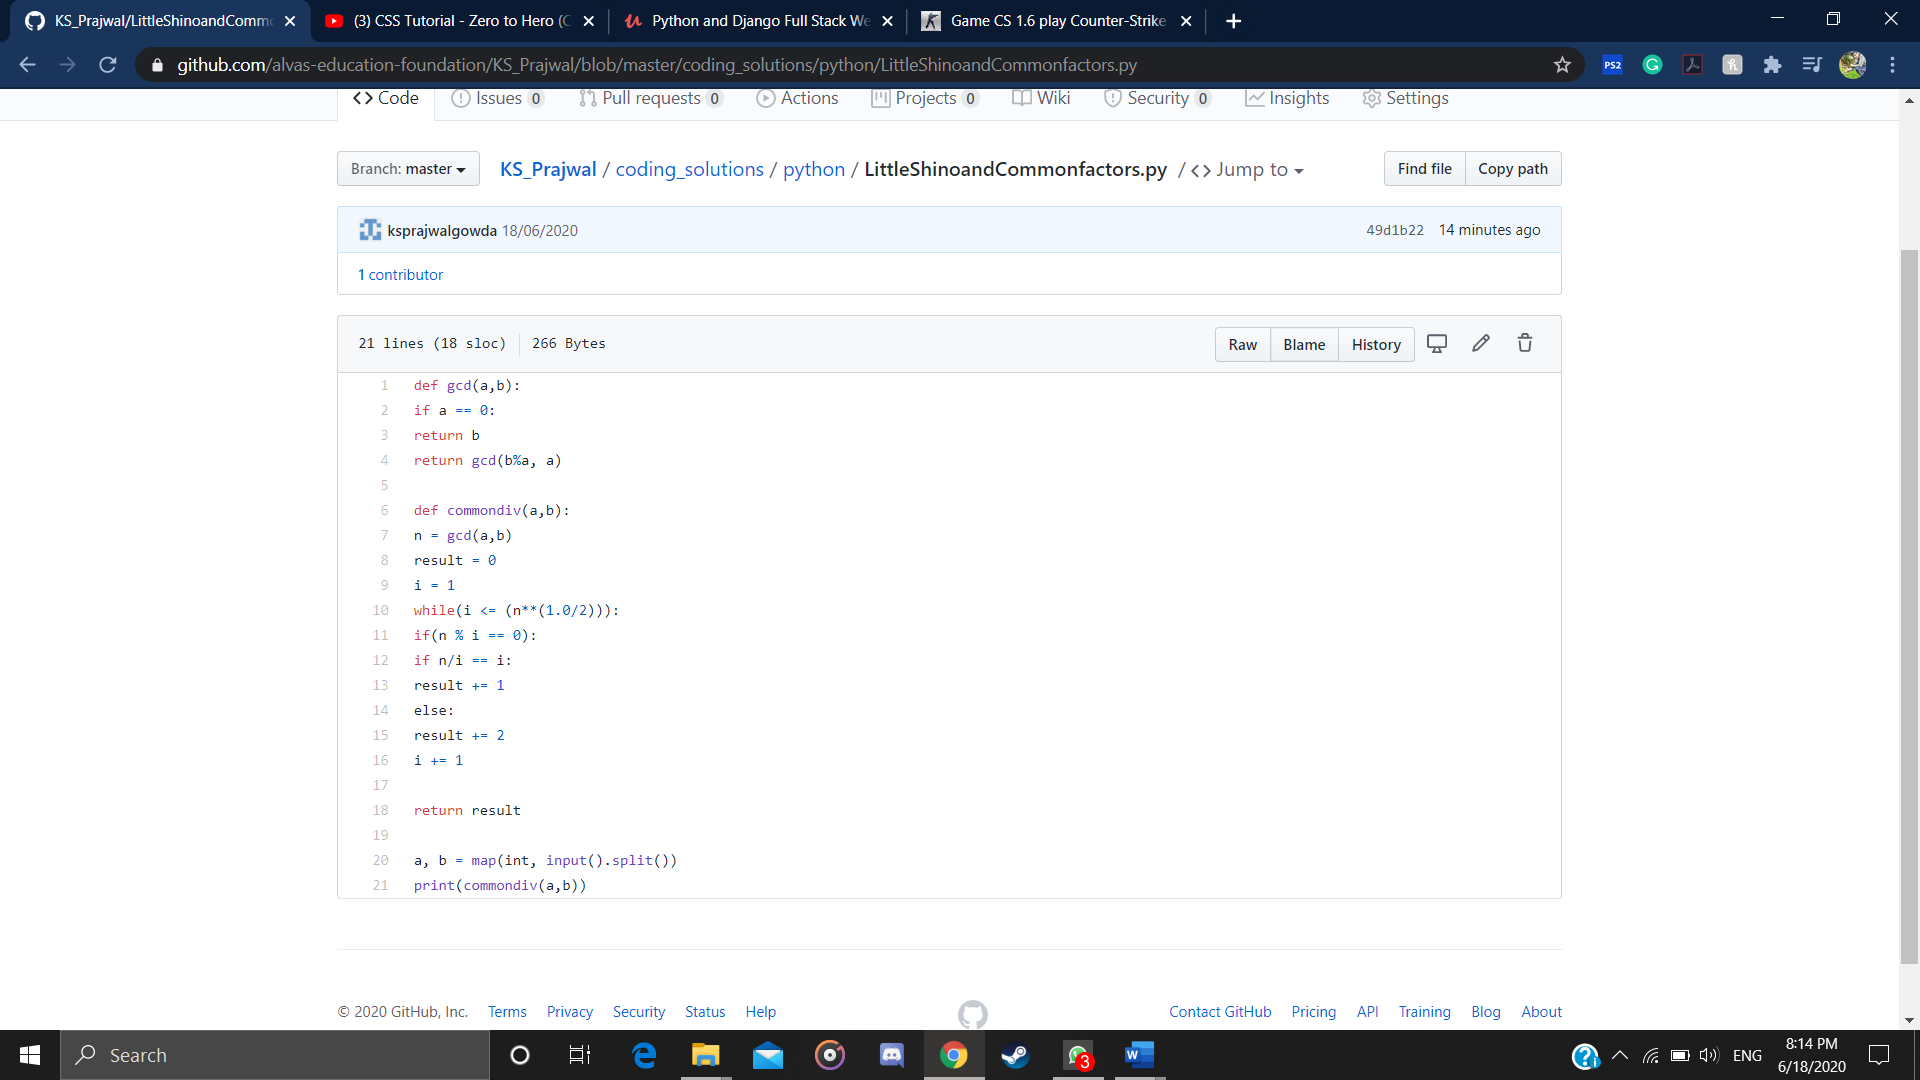 KS_Prajwal/LittleShinoandCommo
(3) CSS Tutorial - Zero to Hero (C
Python and Django Full Stack We
Game CS 1.6 play Counter-Strike
github.com/alvas-education-foundation/KS_Prajwal/blob/master/coding_solutions/python/LittleShinoandCommonfactors.py
PS2
Code
Issues 0
Pull requests 0
Actions
Projects 0
Wiki
Security 0
Insights
Settings
Branch: master
KS_Prajwal / coding_solutions / python / LittleShinoandCommonfactors.py / <> Jump to
Find file
Copy path
ksprajwalgowda 18/06/2020
49d1b22 14 minutes ago
1 contributor
21 lines (18 sloc) 266 Bytes
Raw
Blame
History
1 def gcd(a,b):
2 if a == 0:
3 return b
4 return gcd(b%a, a)
5
6 def commondiv(a,b):
7 n = gcd(a,b)
8 result = 0
9 i = 1
10 while(i <= (n**(1.0/2))):
11 if(n % i == 0):
12 if n/i == i:
13 result += 1
14 else:
15 result += 2
16 i += 1
17
18 return result
19
20 a, b = map(int, input().split())
21 print(commondiv(a,b))
© 2020 GitHub, Inc.
Terms
Privacy
Security
Status
Help
Contact GitHub
Pricing
API
Training
Blog
About
Search
3
ENG
8:14 PM
6/18/2020